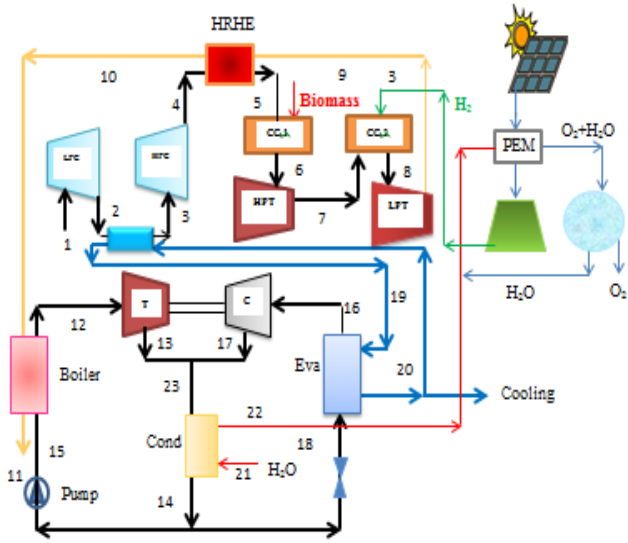 HRHE
10
9
3
4
5
Biomass
H₂
LPC
HPC
CC,λ
CC,λ
PEM
O₂+H₂O
6
8
HPT
LPT
7
2
3
1
H₂O
O₂
19
12
T
C
16
13
17
Boiler
Eva
20
Cooling
23
22
Cond
18
15
11
21
H₂O
Pump
14